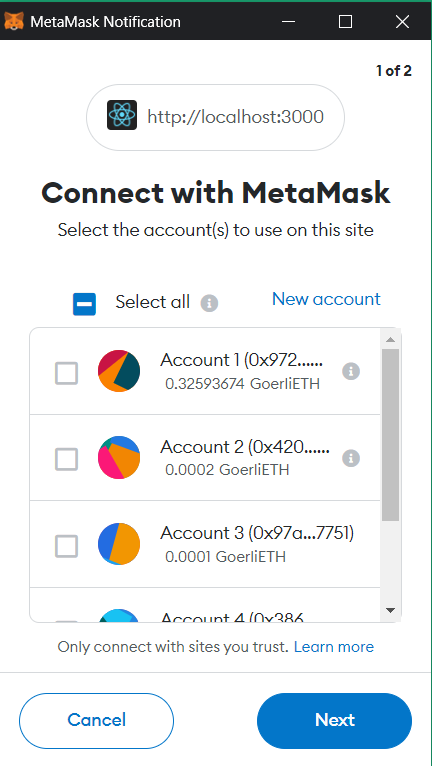 MetaMask Notification
1 of 2
http://localhost:3000
Connect with MetaMask
Select the account(s) to use on this site
Select all
New account
Account 1 (0x972......
0.32593674 GoerliETH
Account 2 (0x420......
0.0002 GoerliETH
Account 3 (0x97a...7751)
0.0001 GoerliETH
Account 4 (0x386
Only connect with sites you trust. Learn more
Cancel
Next